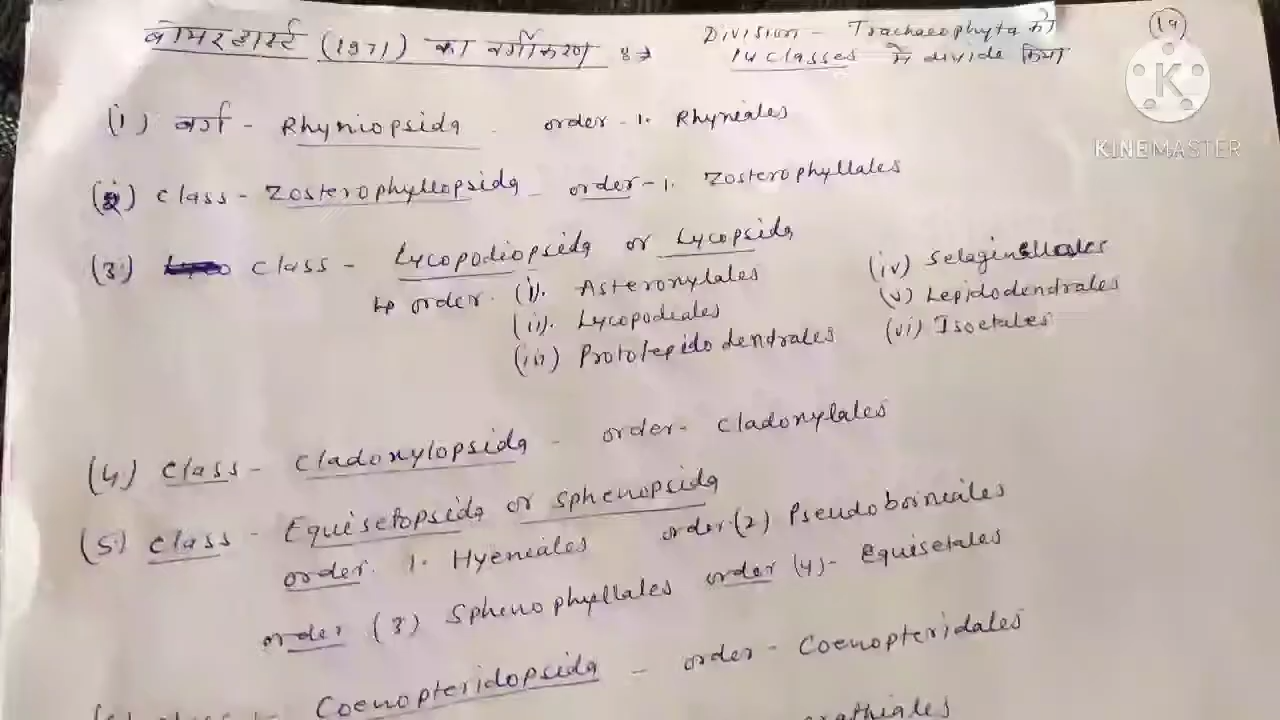 बोमर हार्स्ट (1971) का वर्गीकरण :→ Division - Tracheophyta को
14 classes मे divide किया
(19)
KINEMASTER
(i) वर्ग - Rhyniopsida - order - 1. Rhyniales
(2) class - Zosterophyllopsida - order - 1. Zosterophyllales
(3) class - Lycopodiopsida or Lycopsida
↳ order. (i). Asteroxylales (iv) Selaginellales
(ii). Lycopodiales (v) Lepidodendrales
(iii) Protolepidodendrales (vi) Isoetales
(4) class - Cladoxylopsida - order - Cladoxylales
(5) class - Equisetopsida or Sphenopsida
order. 1. Hyeniales order (2) Pseudoborniales
order (3) Sphenophyllales order (4) - Equisetales
Coenopteridopsida - order - Coenopteridales